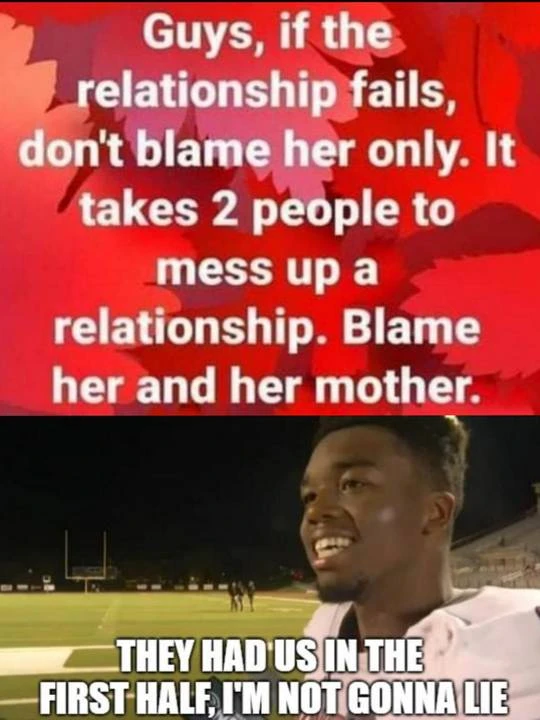 Guys, if the
relationship fails,
don't blame her only. It
takes 2 people to
mess up a
relationship. Blame
her and her mother.
THEY HAD US IN THE
FIRST HALF, I'M NOT GONNA LIE